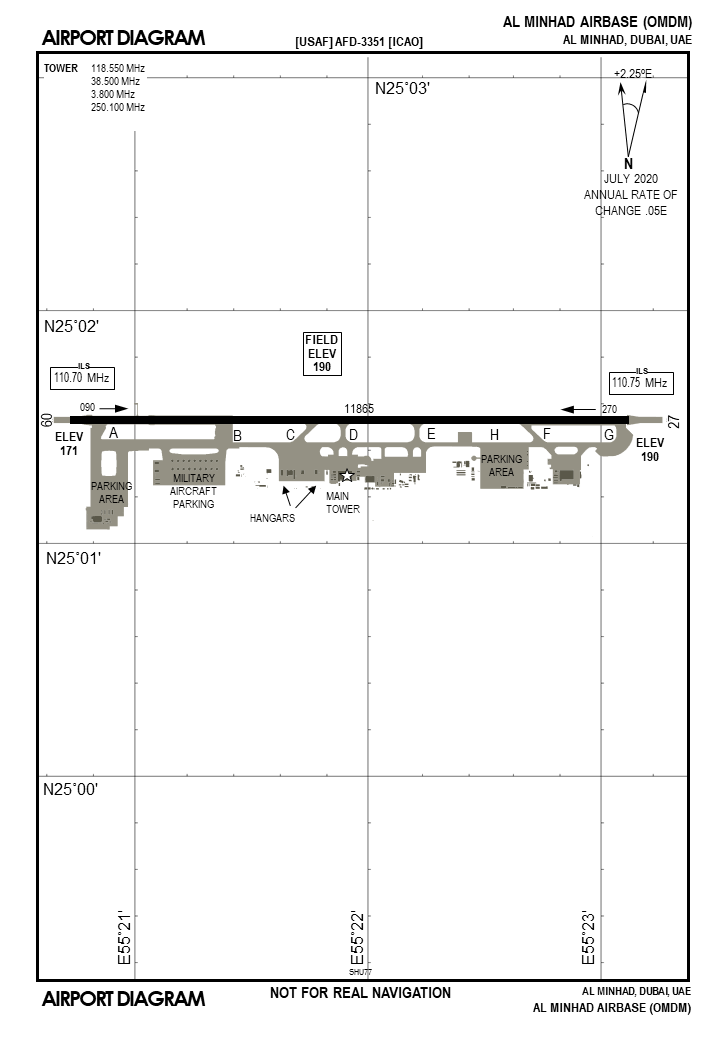 AIRPORT DIAGRAM
[USAF] AFD-3351 [ICAO]
AL MINHAD AIRBASE (OMDM)
AL MINHAD, DUBAI, UAE
TOWER 118.550 MHz
38.500 MHz
3.800 MHz
250.100 MHz
N25°03'
+2.25°E
N
JULY 2020
ANNUAL RATE OF
CHANGE .05E
N25°02'
FIELD
ELEV
190
ILS
110.70 MHz
ILS
110.75 MHz
090
11865
270
09
27
ELEV
171
A
B
C
D
E
H
F
G
ELEV
190
PARKING
AREA
MILITARY
AIRCRAFT
PARKING
HANGARS
MAIN
TOWER
PARKING
AREA
N25°01'
N25°00'
E55°21'
E55°22'
E55°23'
SHU77
AIRPORT DIAGRAM
NOT FOR REAL NAVIGATION
AL MINHAD, DUBAI, UAE
AL MINHAD AIRBASE (OMDM)